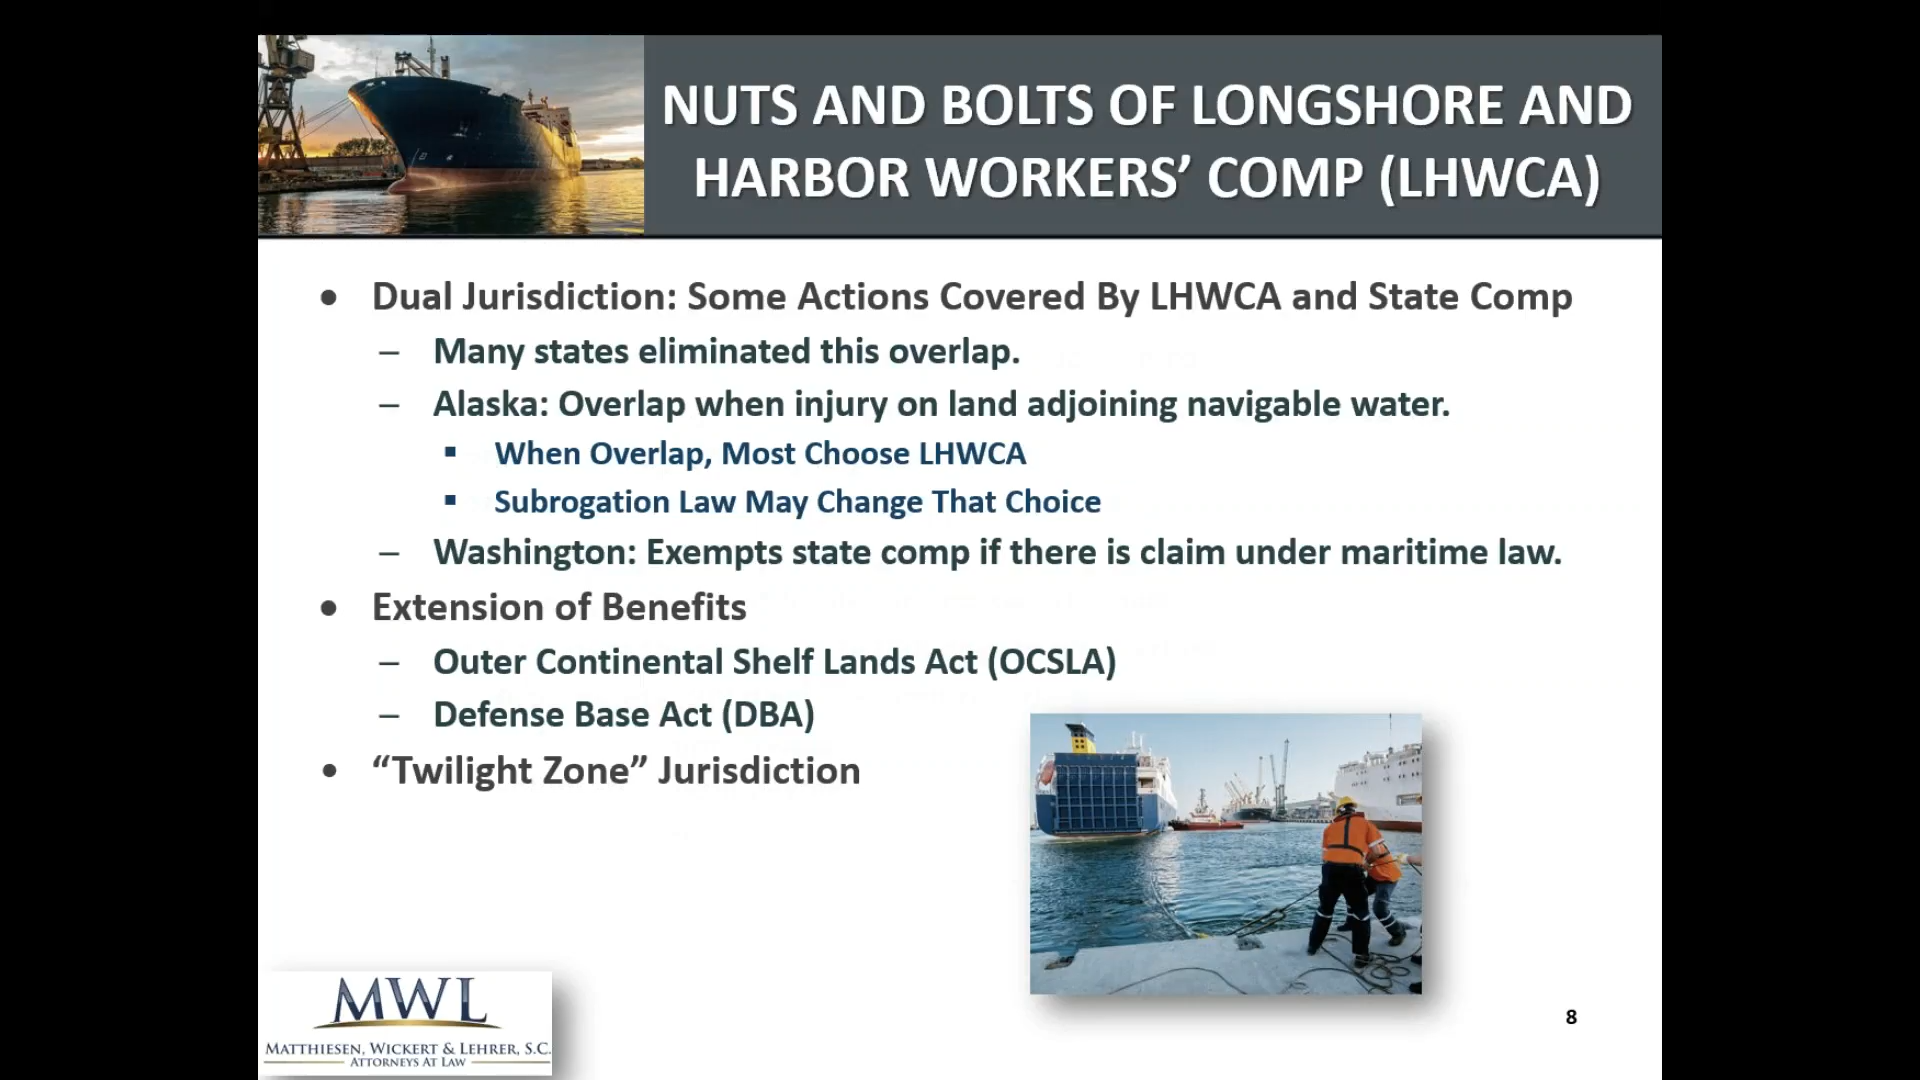 NUTS AND BOLTS OF LONGSHORE AND
HARBOR WORKERS’ COMP (LHWCA)
• Dual Jurisdiction: Some Actions Covered By LHWCA and State Comp
– Many states eliminated this overlap.
– Alaska: Overlap when injury on land adjoining navigable water.
▪ When Overlap, Most Choose LHWCA
▪ Subrogation Law May Change That Choice
– Washington: Exempts state comp if there is claim under maritime law.
• Extension of Benefits
– Outer Continental Shelf Lands Act (OCSLA)
– Defense Base Act (DBA)
• “Twilight Zone” Jurisdiction
MWL
MATTHIESEN, WICKERT & LEHRER, S.C.
ATTORNEYS AT LAW
8